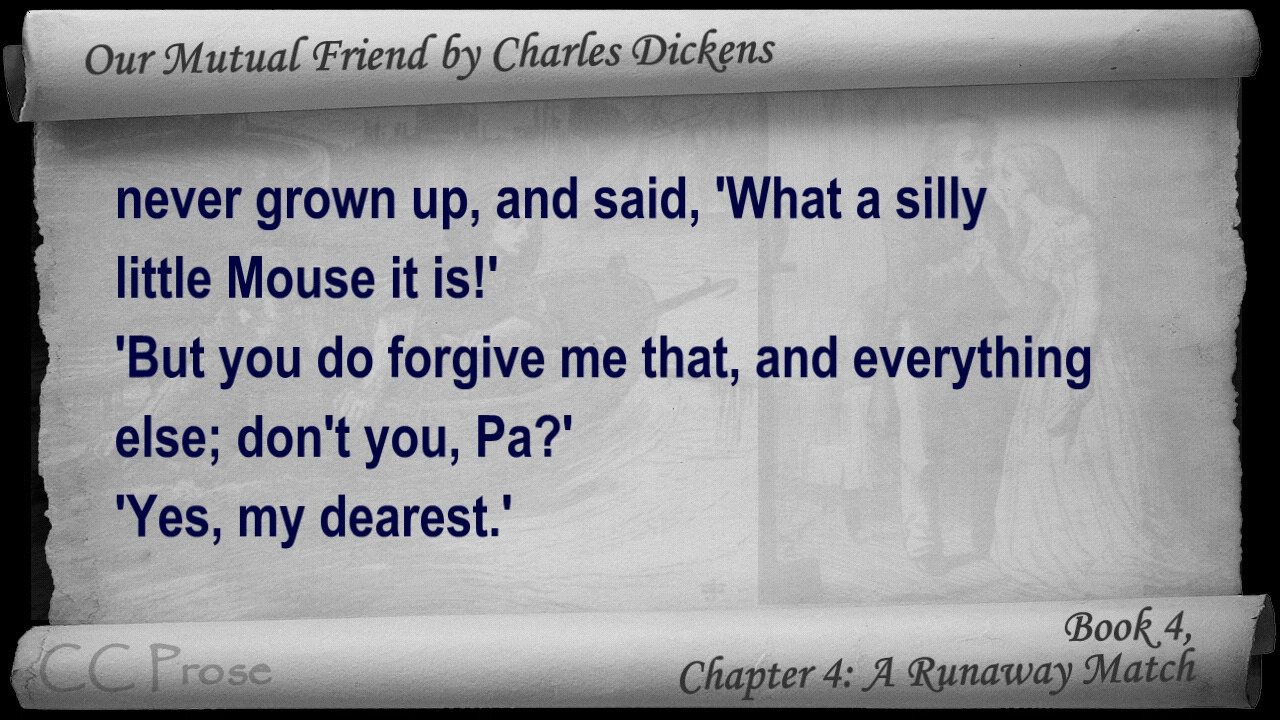 Our Mutual Friend by Charles Dickens
never grown up, and said, 'What a silly
little Mouse it is!'
'But you do forgive me that, and everything
else; don't you, Pa?'
'Yes, my dearest.'
Book 4,
Chapter 4: A Runaway Match
CC Prose